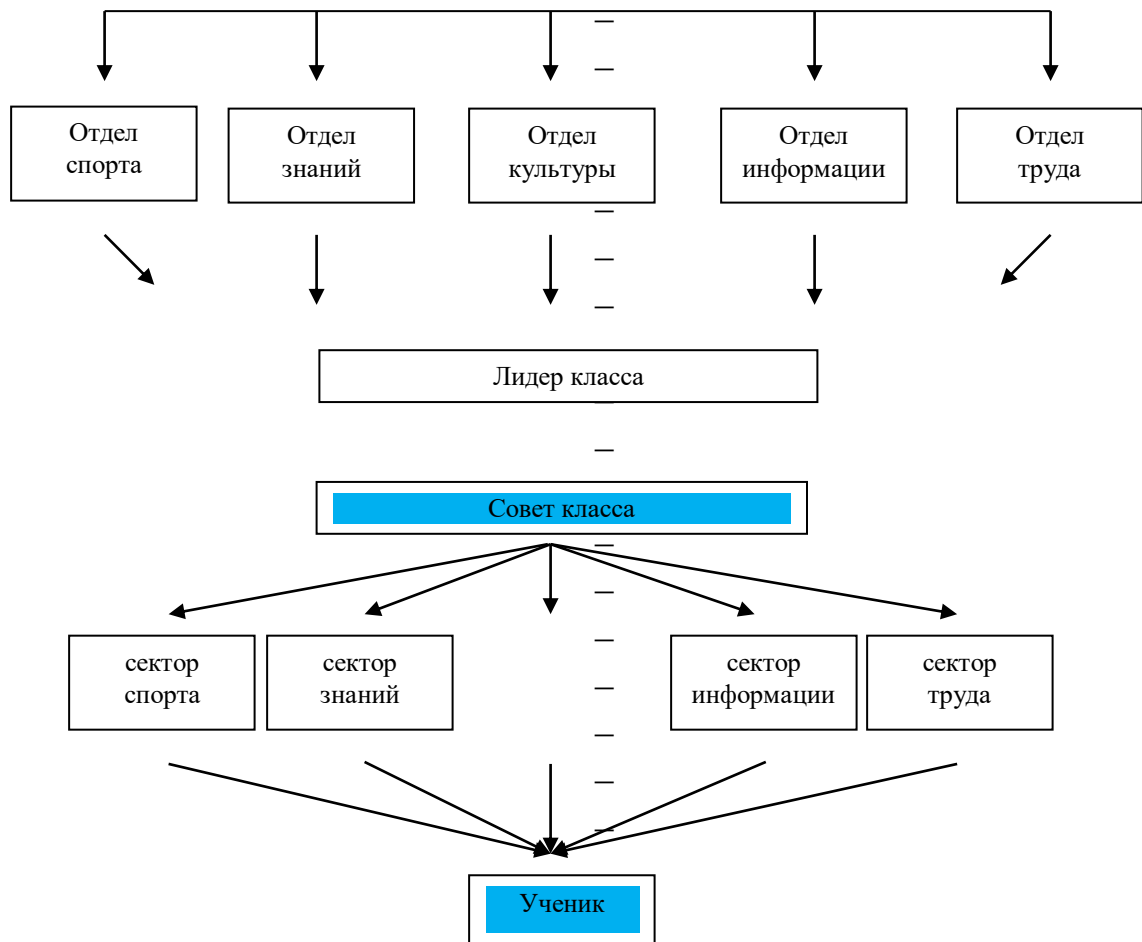 Отдел
спорта
Отдел
знаний
Отдел
культуры
Отдел
информации
Отдел
труда
Лидер класса
Совет класса
сектор
спорта
сектор
знаний
сектор
информации
сектор
труда
Ученик